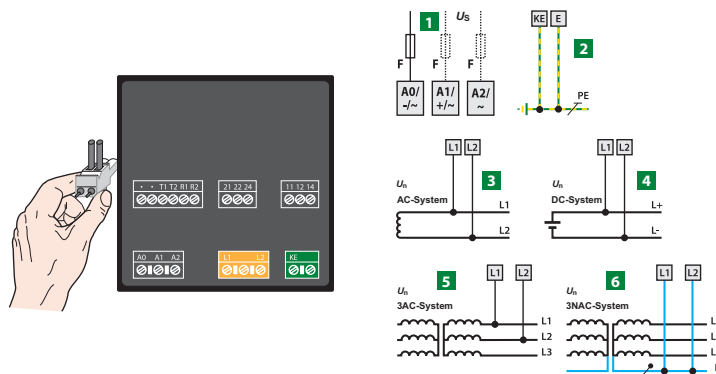 • • T1 T2 R1 R2
21 22 24
11 12 14
A0 A1 A2
L1 L2
KE
1
Us
F
F
F
A0/
-/~
A1/
+/~
A2/
~
KE
E
2
PE
L1
L2
3
Un
AC-System
L1
L2
L1
L2
4
Un
DC-System
L+
L-
5
L1
L2
Un
3AC-System
L1
L2
L3
6
L1
L2
Un
3NAC-System